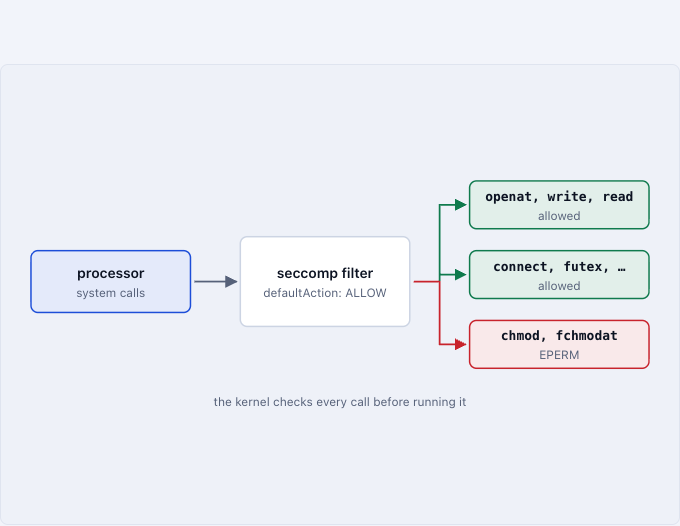 processor
system calls
seccomp filter
defaultAction: ALLOW
openat, write, read
allowed
connect, futex, …
allowed
chmod, fchmodat
EPERM
the kernel checks every call before running it